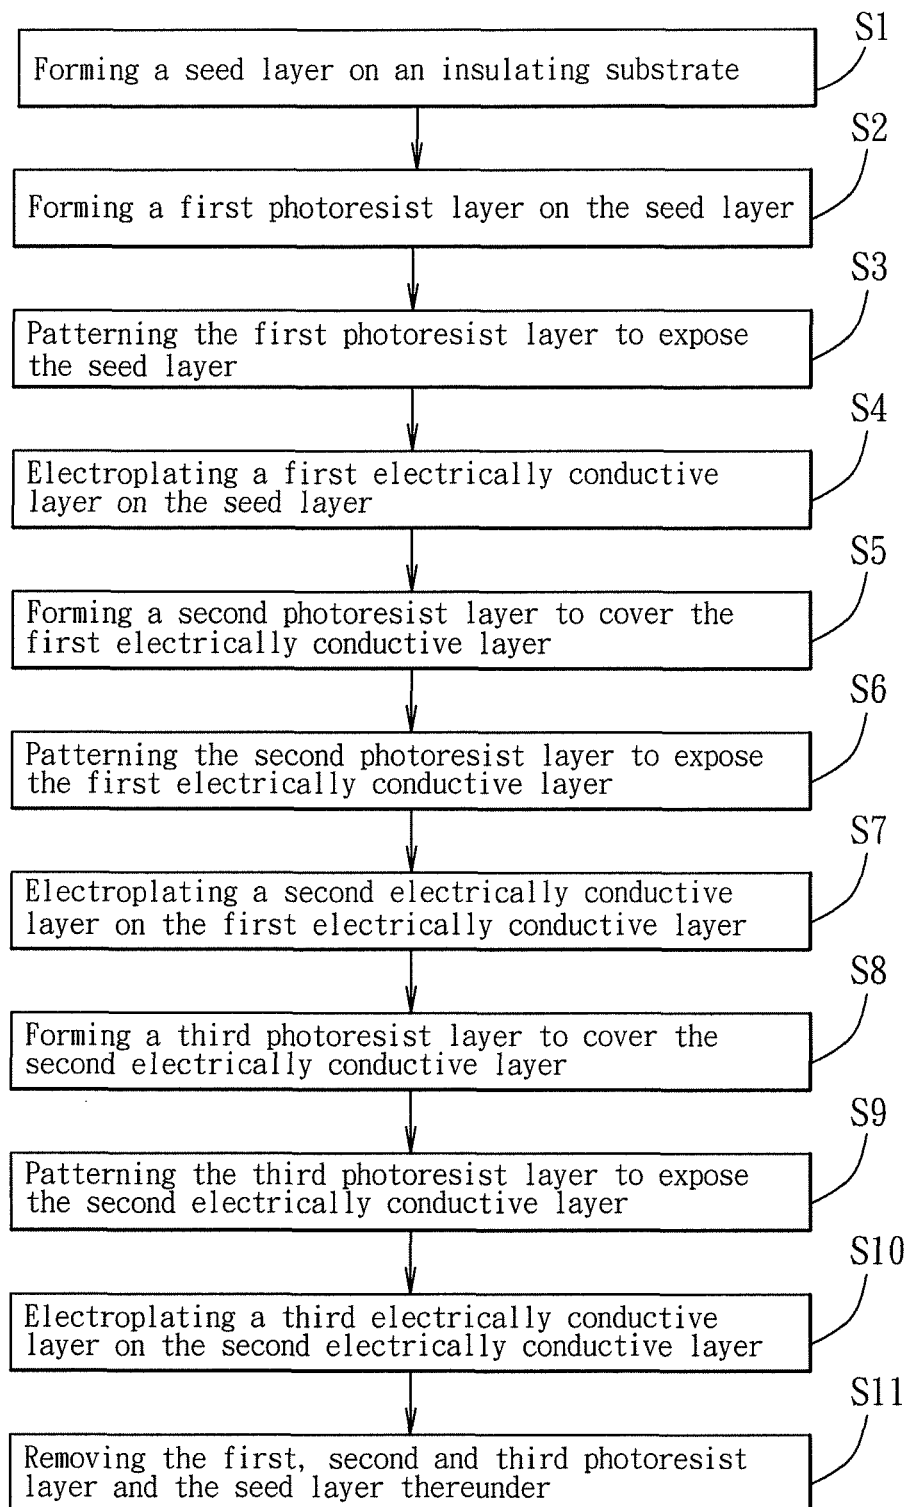 S1
Forming a seed layer on an insulating substrate
S2
Forming a first photoresist layer on the seed layer
S3
Patterning the first photoresist layer to expose
the seed layer
S4
Electroplating a first electrically conductive
layer on the seed layer
S5
Forming a second photoresist layer to cover the
first electrically conductive layer
S6
Patterning the second photoresist layer to expose
the first electrically conductive layer
S7
Electroplating a second electrically conductive
layer on the first electrically conductive layer
S8
Forming a third photoresist layer to cover the
second electrically conductive layer
S9
Patterning the third photoresist layer to expose
the second electrically conductive layer
S10
Electroplating a third electrically conductive
layer on the second electrically conductive layer
S11
Removing the first, second and third photoresist
layer and the seed layer thereunder